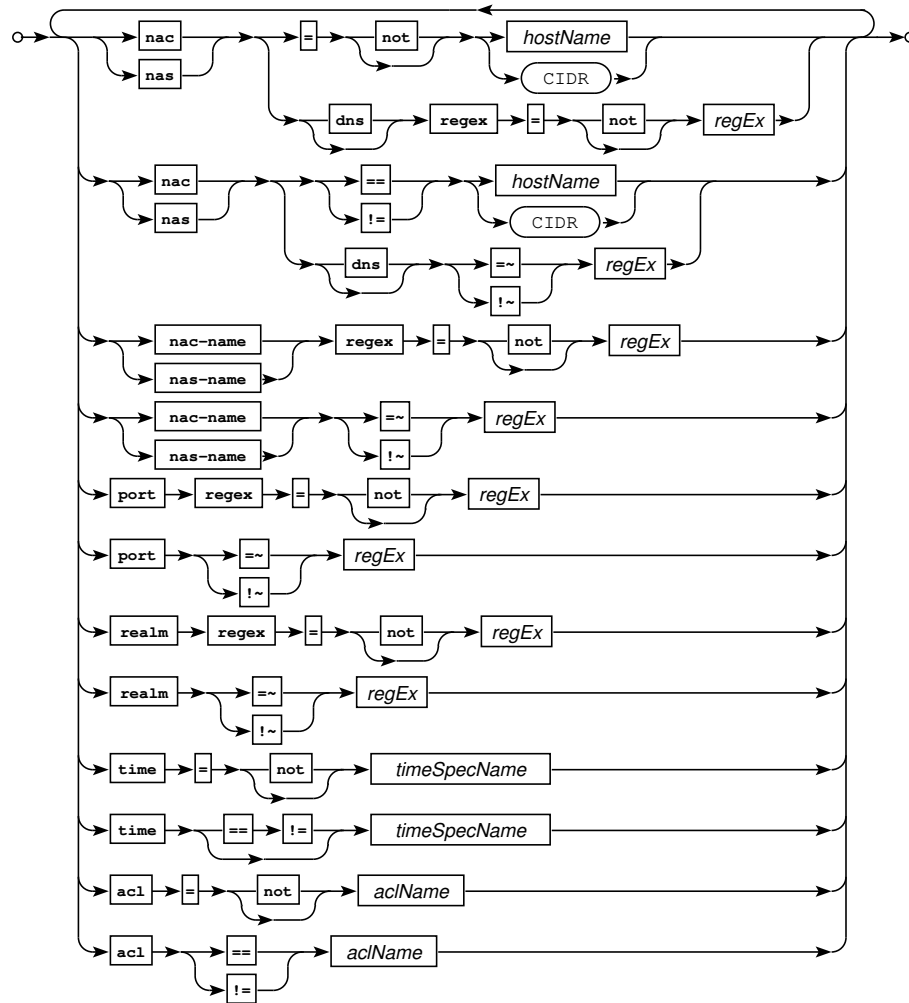 nac = not hostName
nas CIDR
dns regex = not regEx
nac == hostName
nas != CIDR
dns =~ regEx
!~
nac-name regex = not regEx
nas-name
nac-name =~ regEx
nas-name !~
port regex = not regEx
port =~ regEx
!~
realm regex = not regEx
realm =~ regEx
!~
time = not timeSpecName
time == != timeSpecName
acl = not aclName
acl == aclName
!=